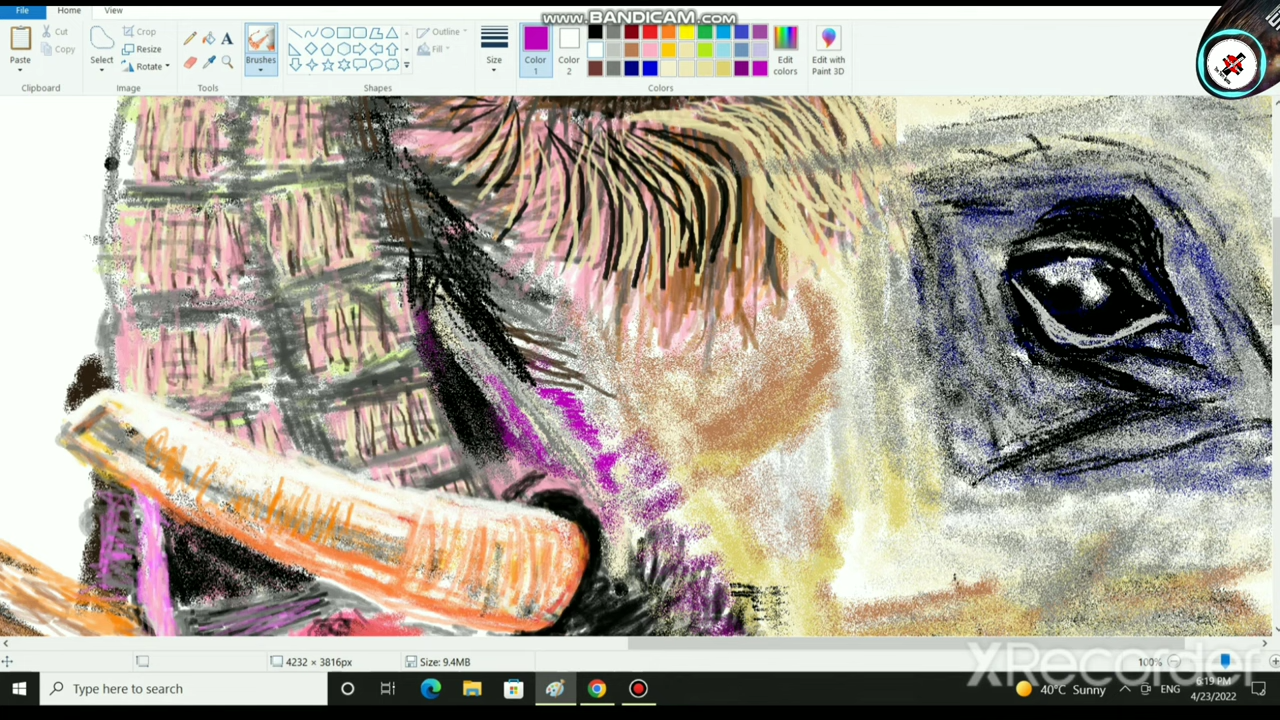 www.BANDICAM.com
File Home View
Paste
Cut
Copy
Clipboard
Select
Crop
Resize
Rotate
Image
A
Tools
Brushes
Outline
Fill
Shapes
Size
Color
1
Color
2
Edit
colors
Colors
Edit with
Paint 3D
4232 × 3816px
Size: 9.4MB
100%
XRecorder
Type here to search
40°C Sunny
ENG
6:19 PM
4/23/2022